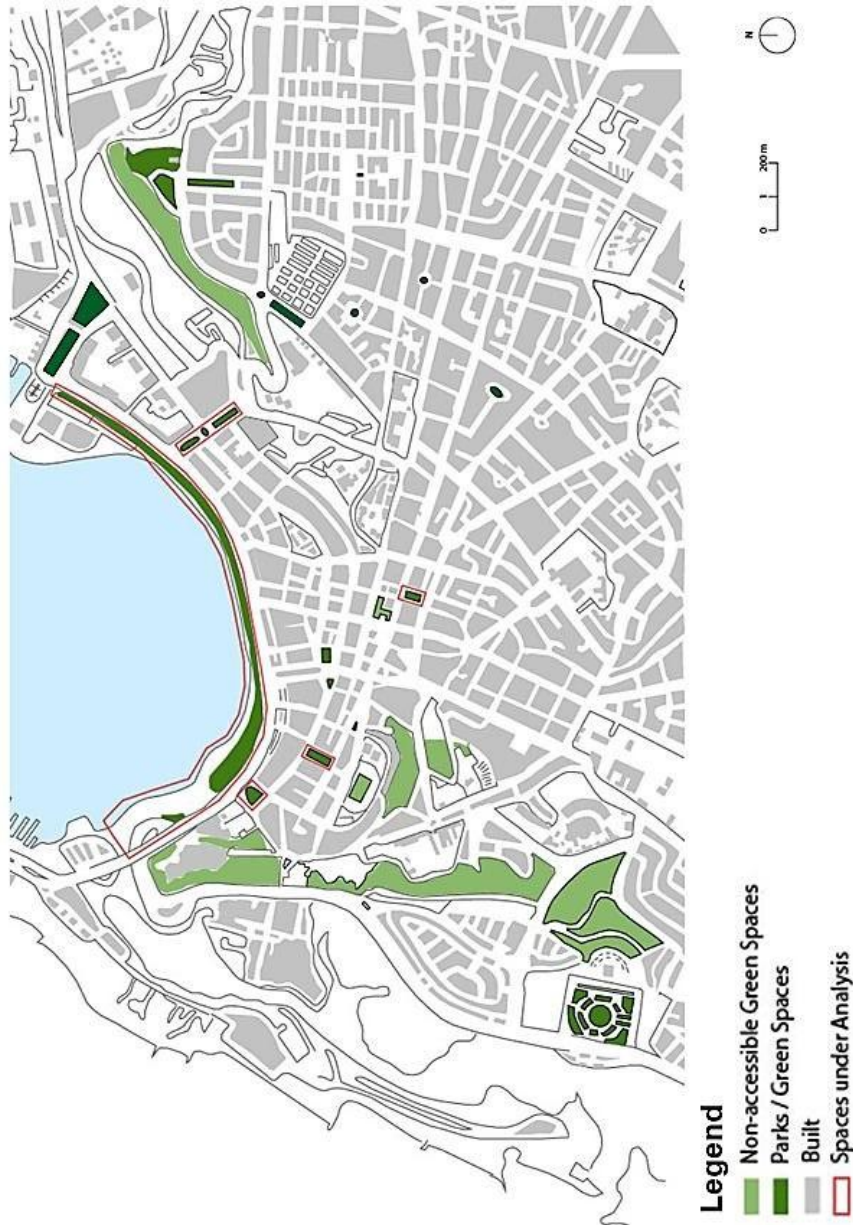 N
0 200 m
Legend
Non-accessible Green Spaces
Parks / Green Spaces
Built
Spaces under Analysis